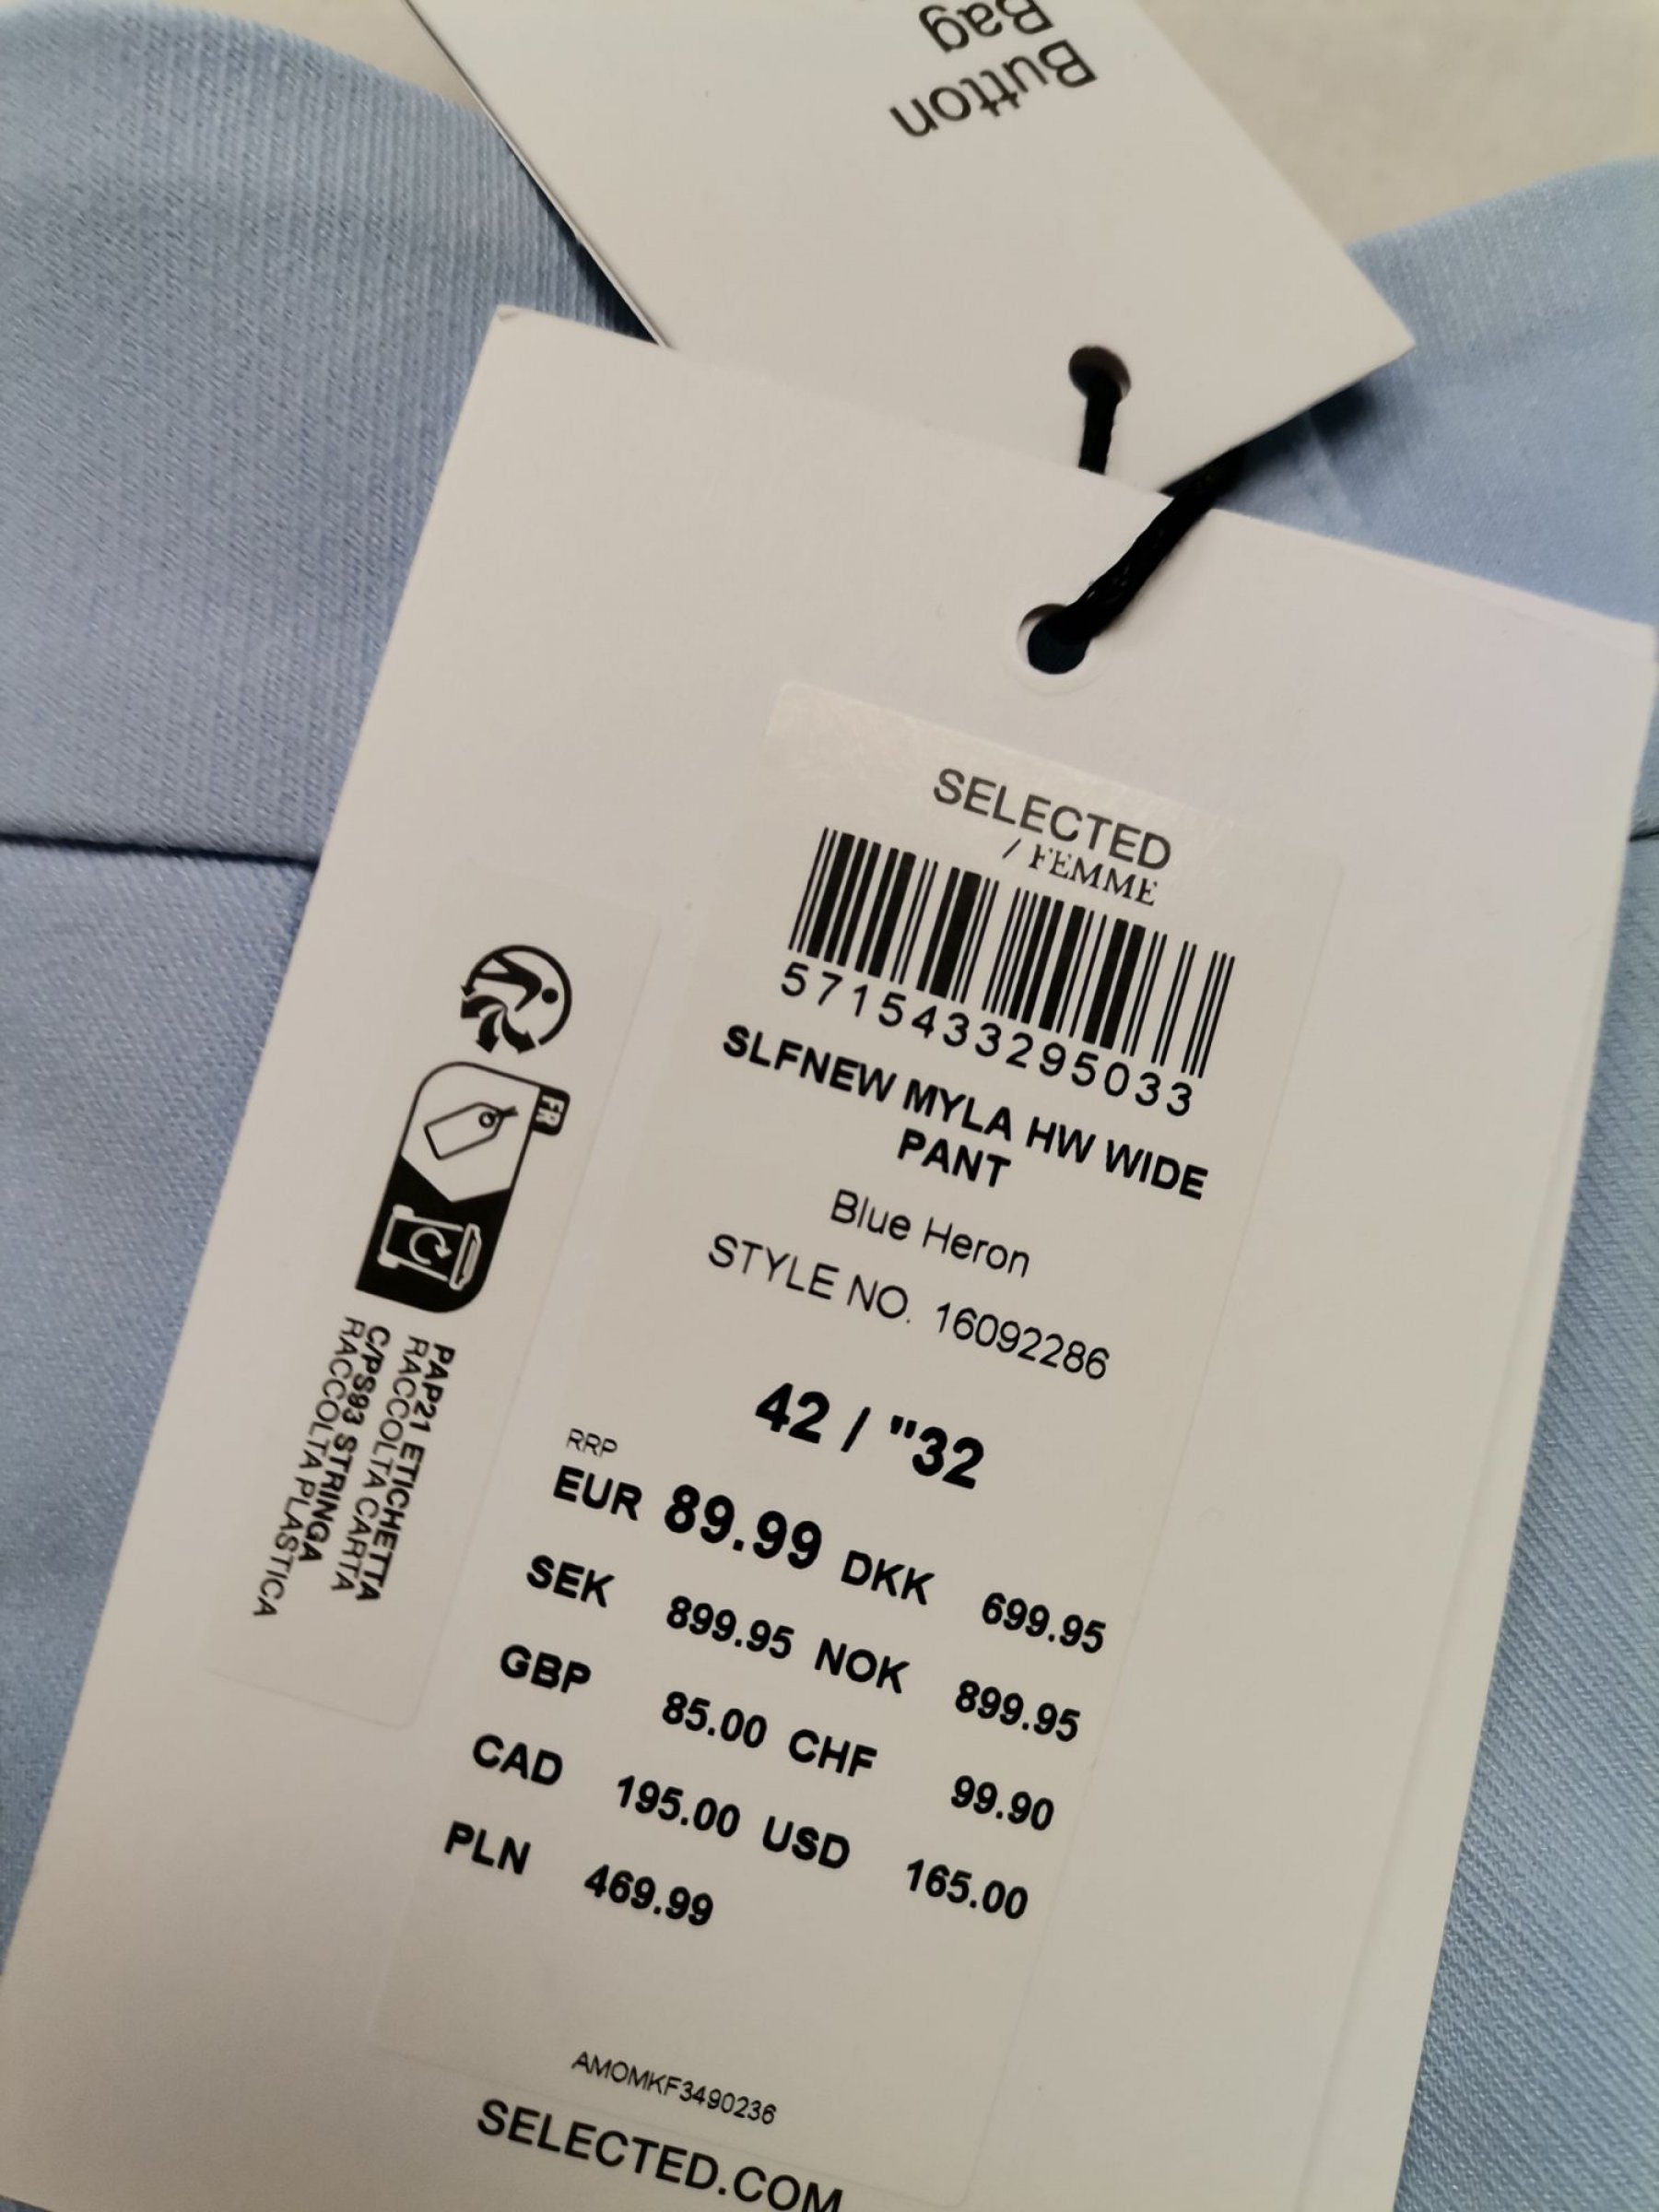 Button
Bag
SELECTED
/ FEMME
5715433295033
SLFNEW MYLA HW WIDE
PANT
Blue Heron
STYLE NO. 16092286
42 / "32
RRP
EUR 89.99 DKK 699.95
SEK 899.95 NOK 899.95
GBP 85.00 CHF 99.90
CAD 195.00 USD 165.00
PLN 469.99
AMOMKF3490236
SELECTED.COM
FR
PAP21 ETICHETTA
RACCOLTA CARTA
C/PS93 STRINGA
RACCOLTA PLASTICA